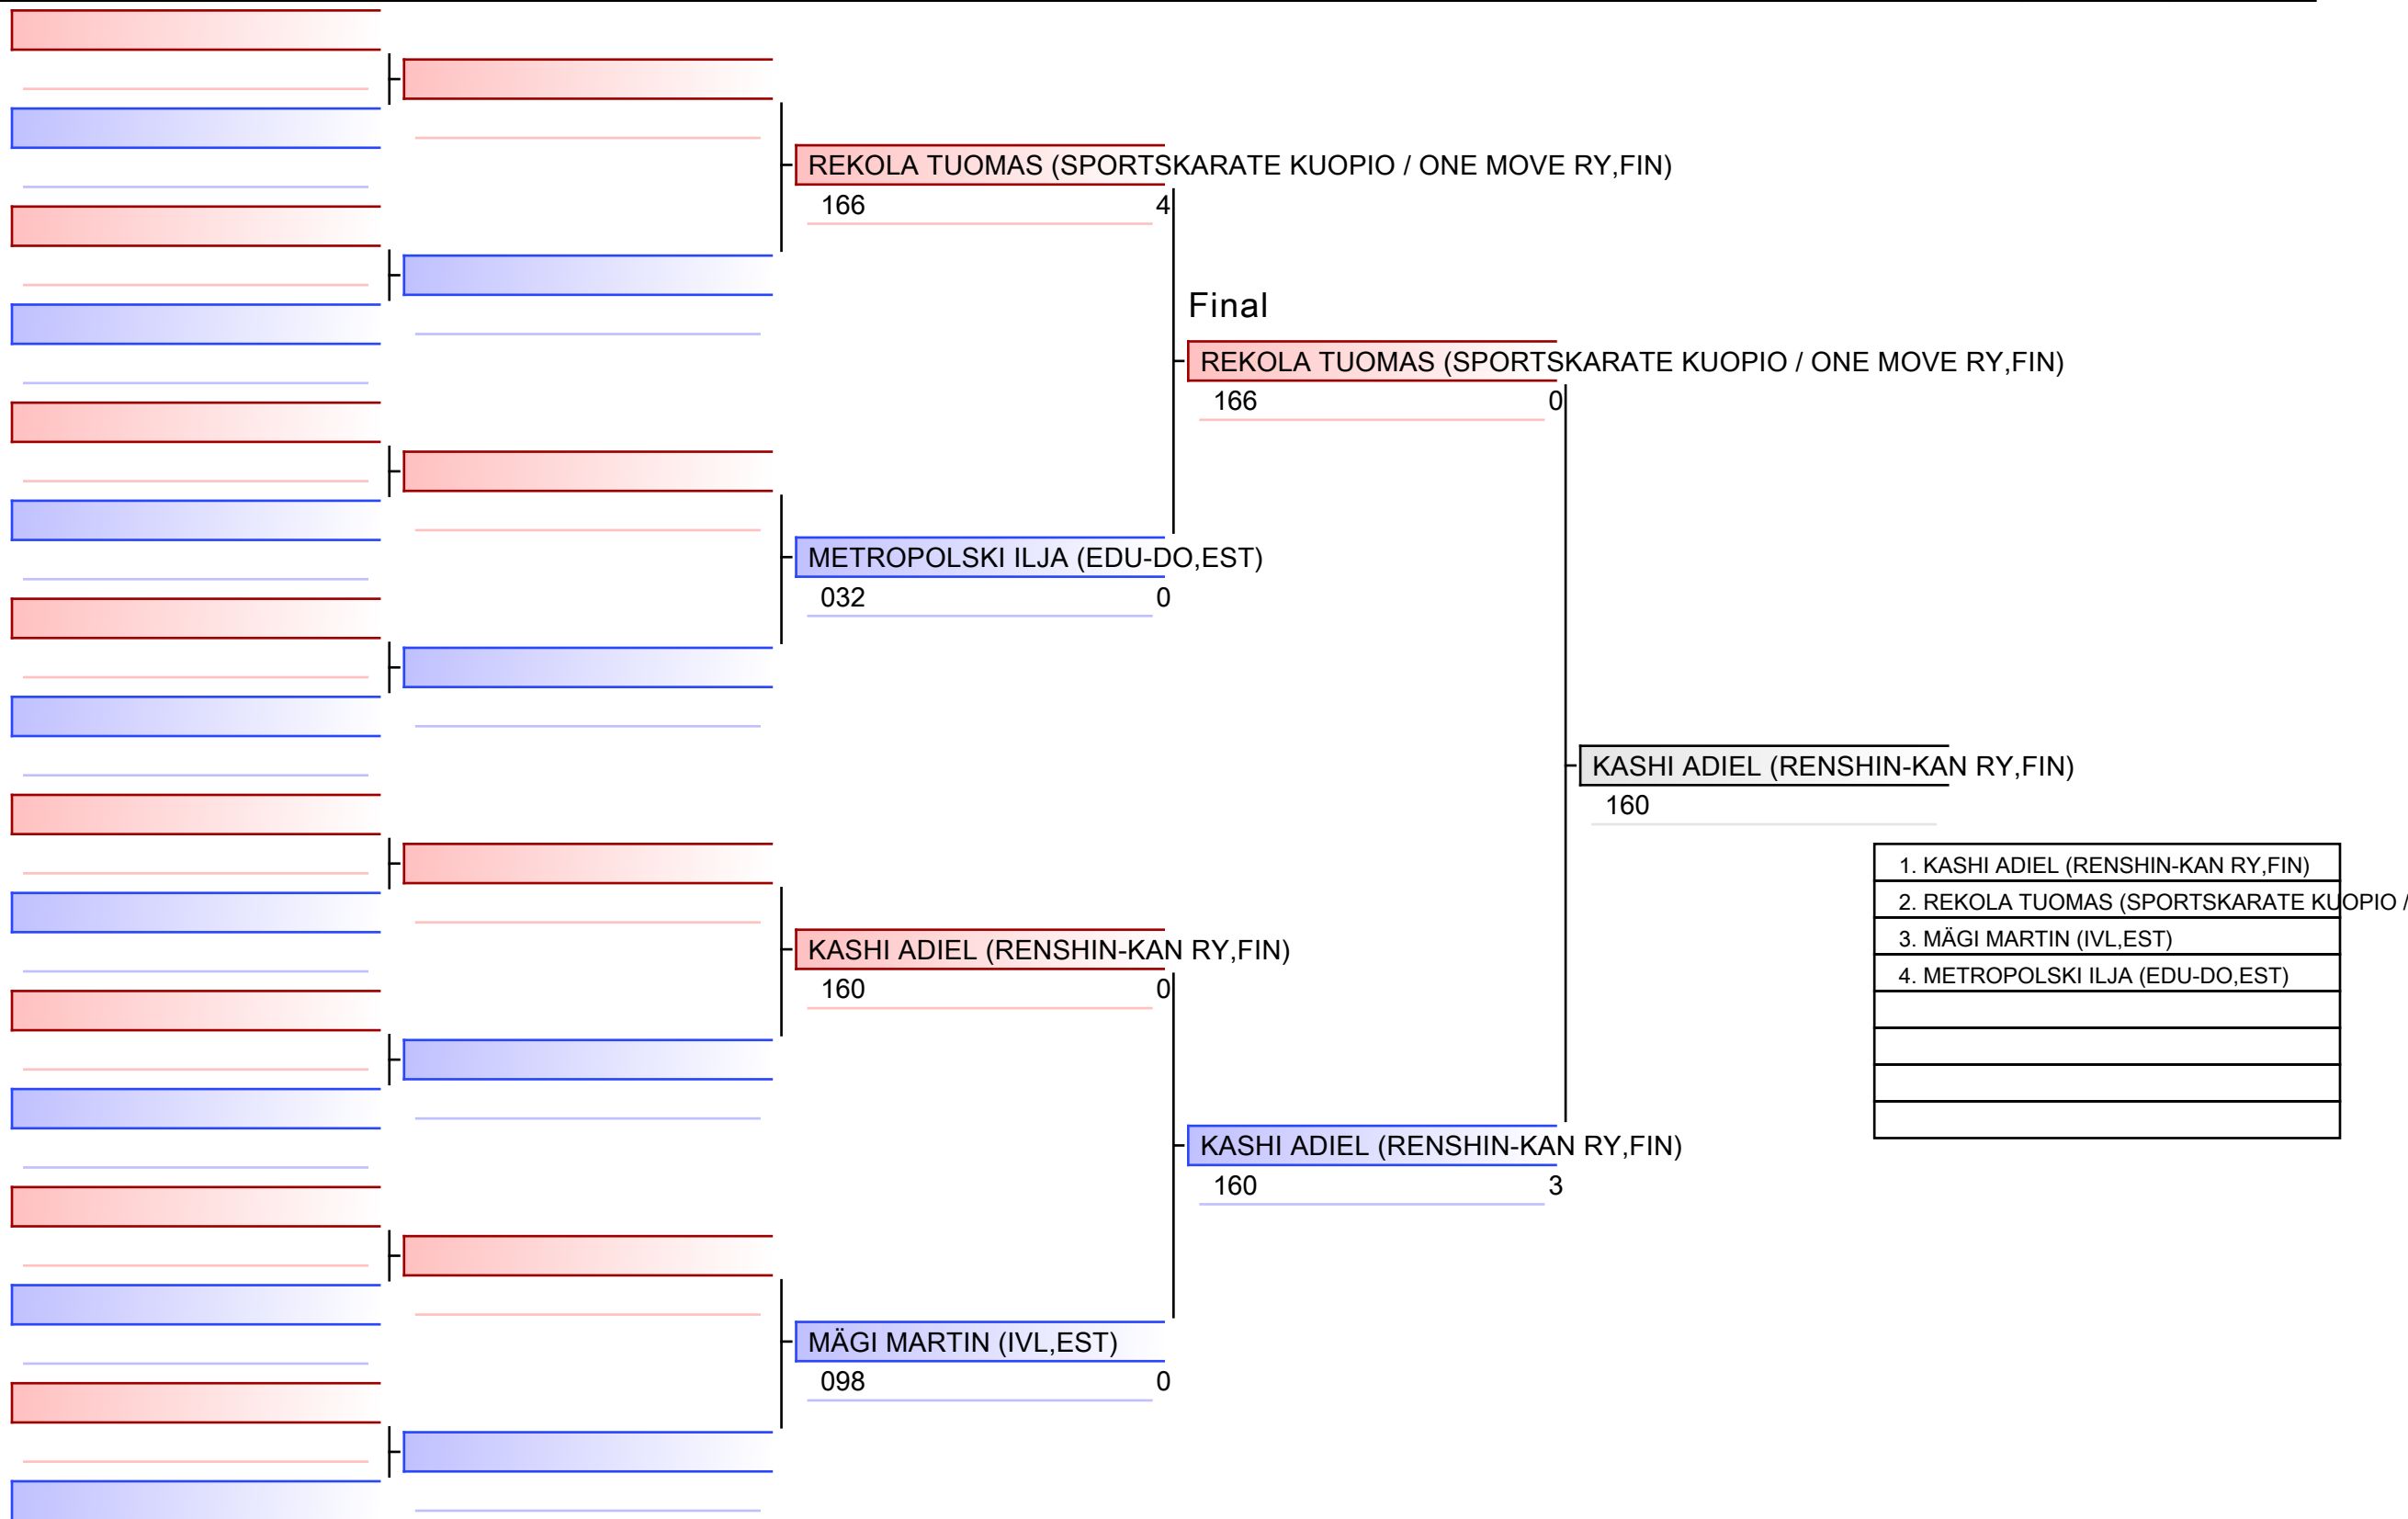 REKOLA TUOMAS (SPORTSKARATE KUOPIO / ONE MOVE RY,FIN)
166 4
Final
REKOLA TUOMAS (SPORTSKARATE KUOPIO / ONE MOVE RY,FIN)
166 0
METROPOLSKI ILJA (EDU-DO,EST)
032 0
KASHI ADIEL (RENSHIN-KAN RY,FIN)
160
1. KASHI ADIEL (RENSHIN-KAN RY,FIN)
2. REKOLA TUOMAS (SPORTSKARATE KUOPIO /
3. MÄGI MARTIN (IVL,EST)
4. METROPOLSKI ILJA (EDU-DO,EST)
KASHI ADIEL (RENSHIN-KAN RY,FIN)
160 0
KASHI ADIEL (RENSHIN-KAN RY,FIN)
160 3
MÄGI MARTIN (IVL,EST)
098 0